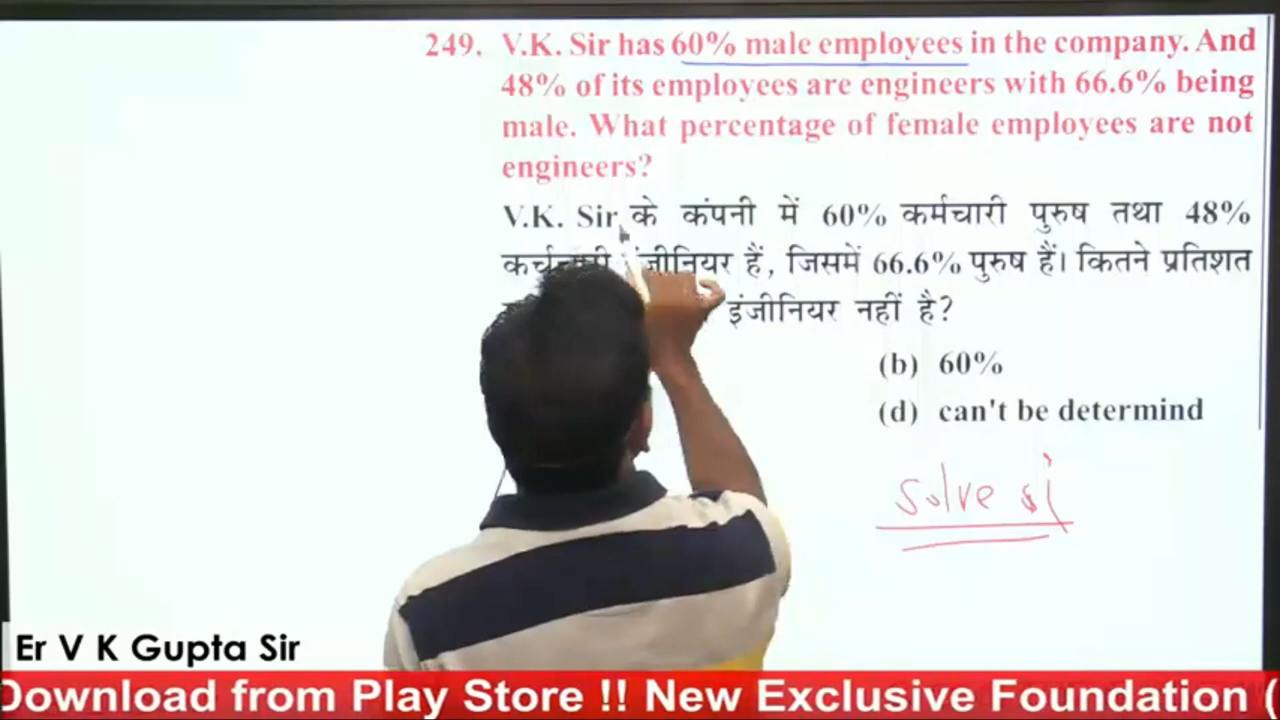 249. V.K. Sir has 60% male employees in the company. And
48% of its employees are engineers with 66.6% being
male. What percentage of female employees are not
engineers?
V.K. Sir के कंपनी में 60% कर्मचारी पुरुष तथा 48%
हैं, जिसमें 66.6% पुरुष हैं। कितने प्रतिशत
इंजीनियर नहीं है?
(b) 60%
(d) can't be determind
solve
Er V K Gupta Sir
Download from Play Store !! New Exclusive Foundation (